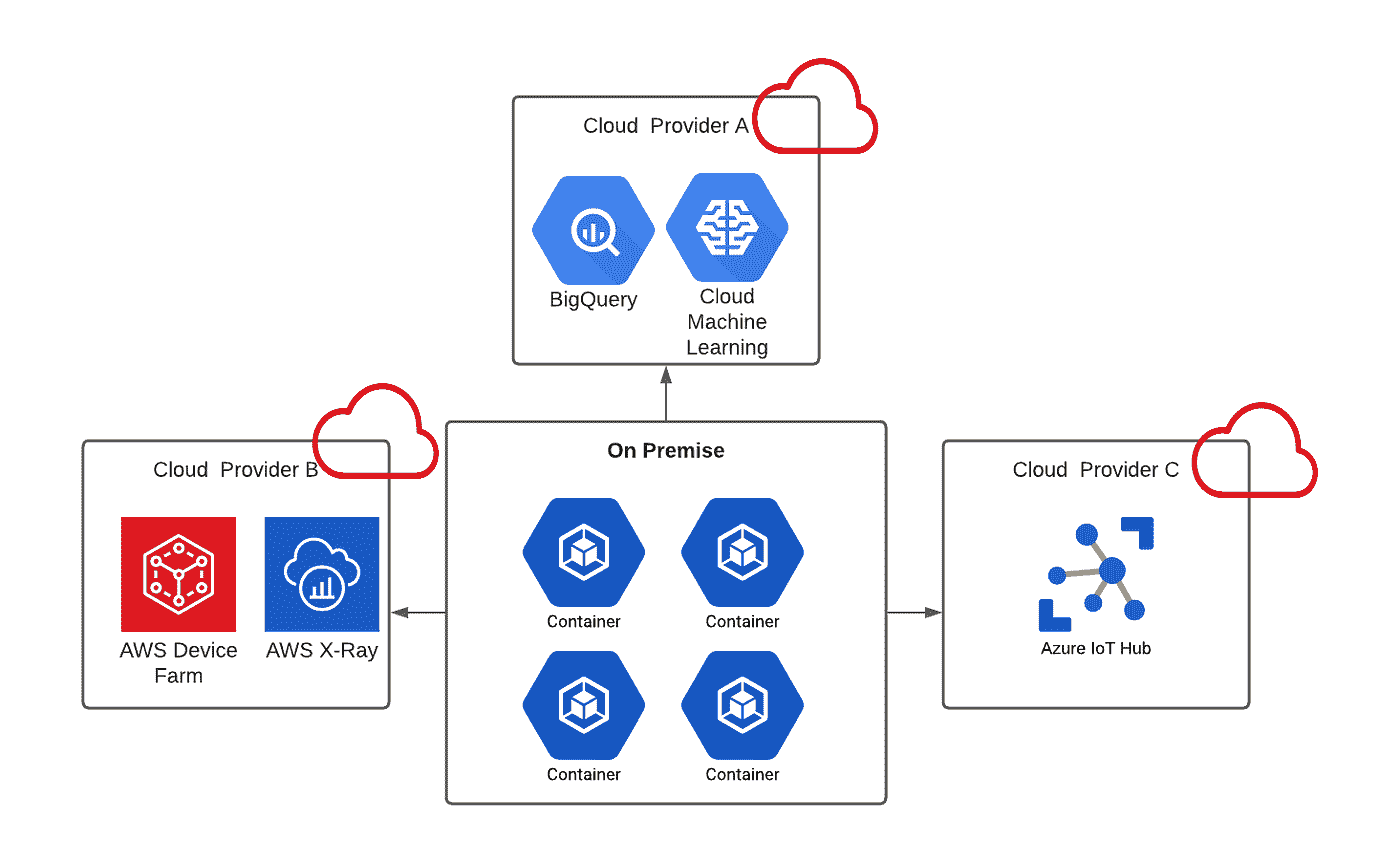 Cloud Provider A
BigQuery
Cloud
Machine
Learning
Cloud Provider B
AWS Device
Farm
AWS X-Ray
On Premise
Container
Container
Container
Container
Cloud Provider C
Azure IoT Hub